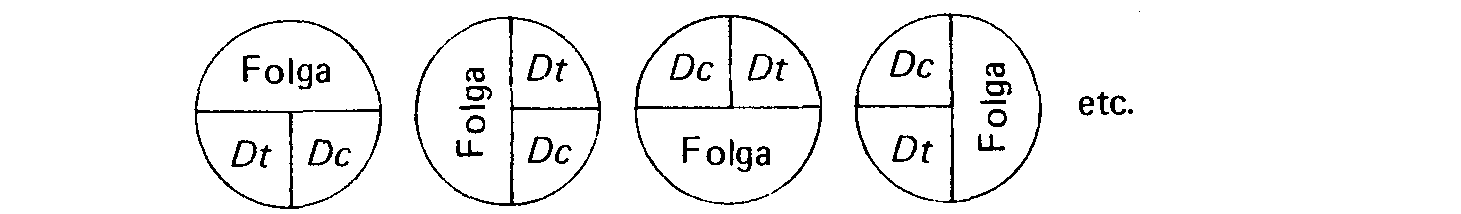 Folga
Dt Dc
Folga
Dt
Dc
Dc Dt
Folga
Dc
Dt
Folga
etc.